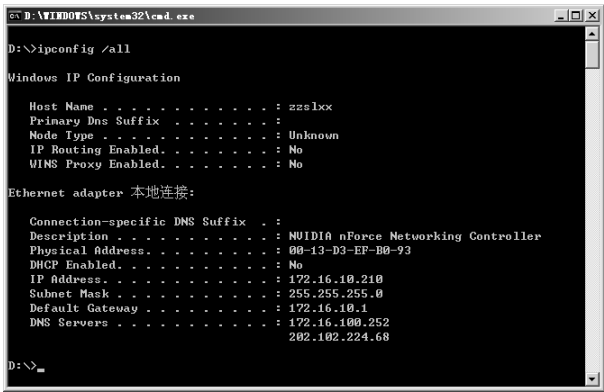 D:\WINDOWS\system32\cmd.exe
D:\>ipconfig /all
Windows IP Configuration
Host Name . . . . . . . . . . . . : zzslxx
Primary Dns Suffix . . . . . . . :
Node Type . . . . . . . . . . . . : Unknown
IP Routing Enabled. . . . . . . . : No
WINS Proxy Enabled. . . . . . . . : No
Ethernet adapter 本地连接:
Connection-specific DNS Suffix . :
Description . . . . . . . . . . . : NVIDIA nForce Networking Controller
Physical Address. . . . . . . . . : 00-13-D3-EF-B0-93
DHCP Enabled. . . . . . . . . . . : No
IP Address. . . . . . . . . . . . : 172.16.10.210
Subnet Mask . . . . . . . . . . . : 255.255.255.0
Default Gateway . . . . . . . . . : 172.16.10.1
DNS Servers . . . . . . . . . . . : 172.16.100.252
202.102.224.68
D:\>_